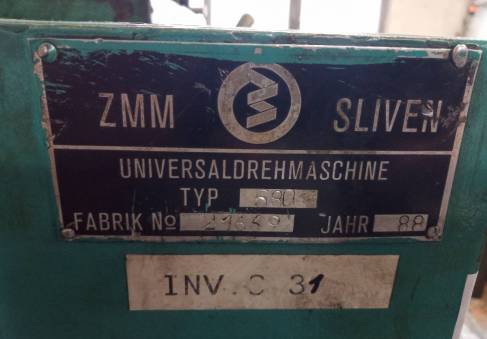 ZMM SLIVEN
UNIVERSALDREHMASCHINE
TYP
FABRIK No
JAHR 88
INV. C 31